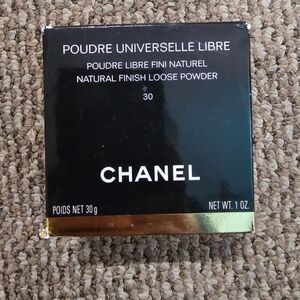 POUDRE UNIVERSELLE LIBRE
POUDRE LIBRE FINI NATUREL
NATURAL FINISH LOOSE POWDER
30
CHANEL
POIDS NET 30 g NET WT. 1 OZ.